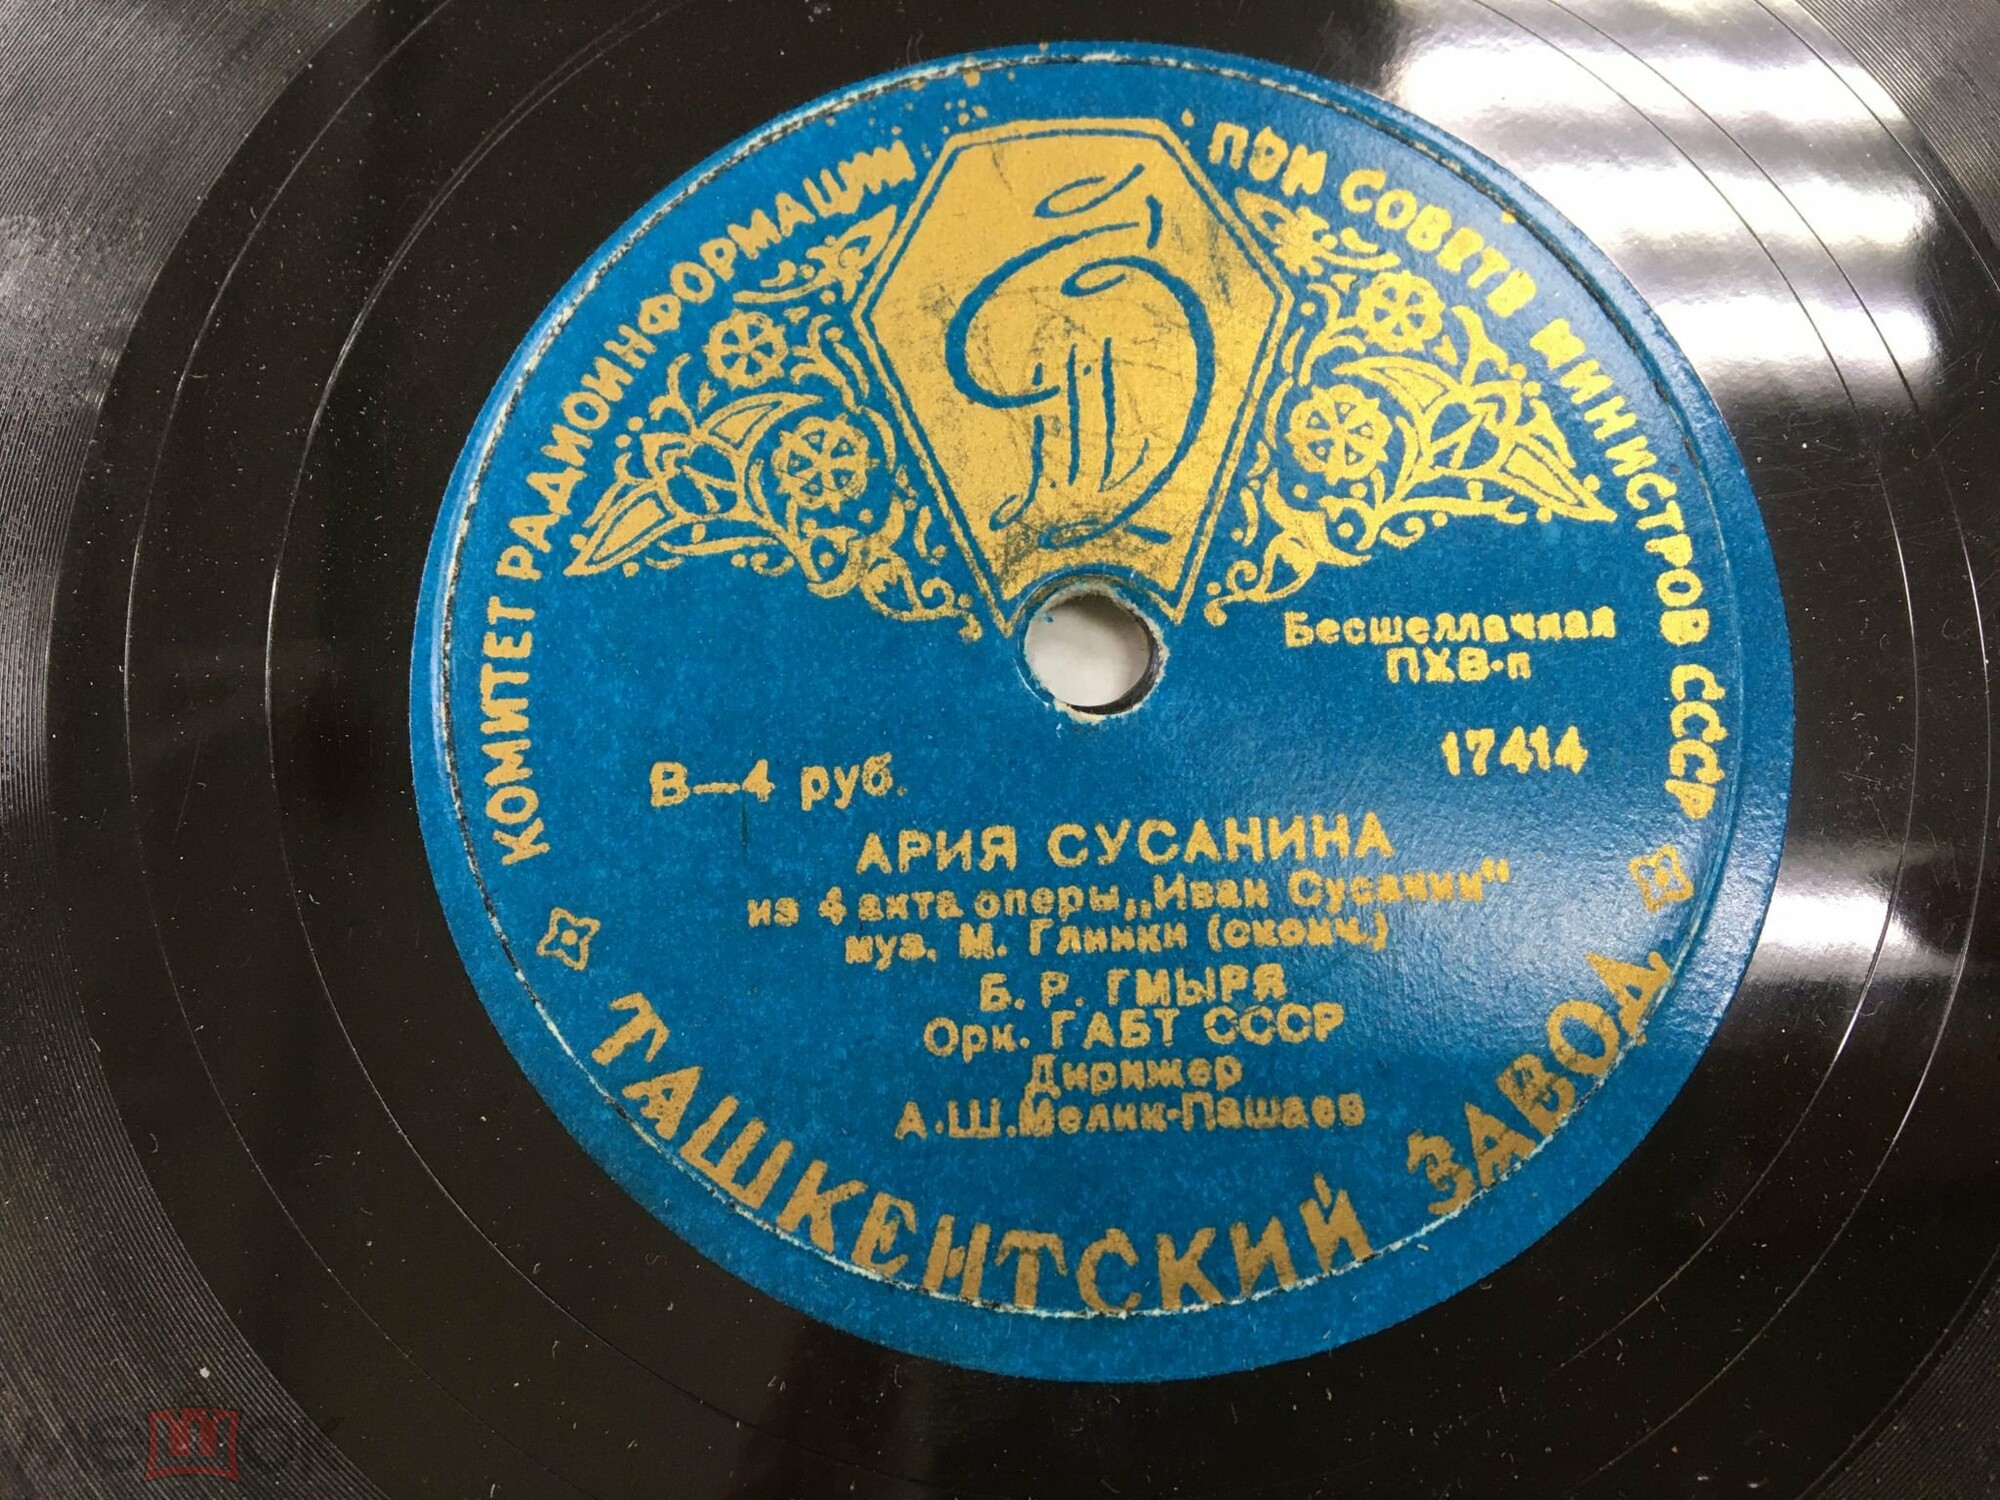 КОМИТЕТ РАДИОИНФОРМАЦИИ ПРИ СОВЕТЕ МИНИСТРОВ СССР
Бесшеллачная
ПХВ-п
17414
В—4 руб.
АРИЯ СУСАНИНА
из 4 акта оперы „Иван Сусанин"
муз. М. Глинки (оконч.)
Б. Р. ГМЫРЯ
Орк. ГАБТ СССР
Дирижер
А.Ш.Мелик-Пашаев
ТАШКЕНТСКИЙ ЗАВОД